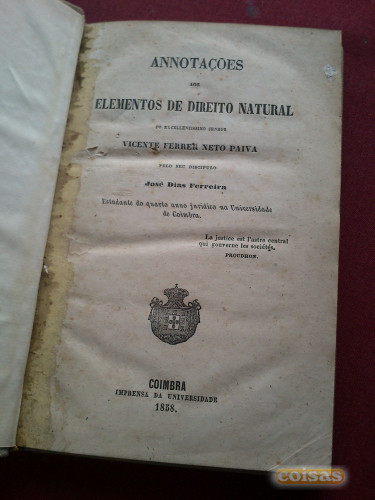 ANNOTAÇÕES
AOS
ELEMENTOS DE DIREITO NATURAL
DO EXCELLENTISSIMO SENHOR
VICENTE FERRER NETO PAIVA
PELO SEU DISCIPULO
José Dias Ferreira
Estudante do quarto anno juridico na Universidade
de Coimbra.
La justice est l'astre central
qui gouverne les sociétés.
PROUDHON.
COIMBRA
IMPRENSA DA UNIVERSIDADE
1858.
coisas